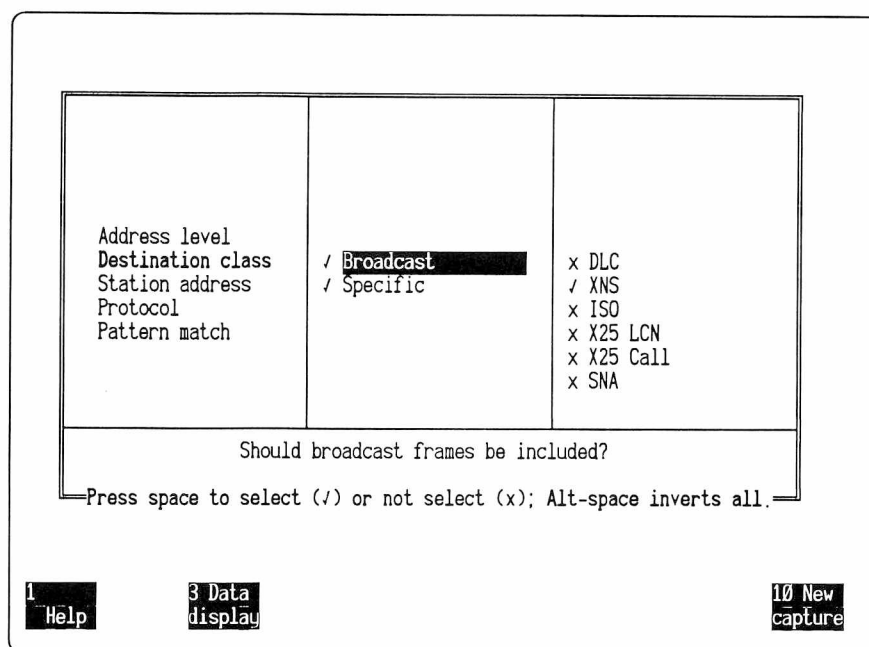 Address level
Destination class
Station address
Protocol
Pattern match
√ Broadcast
√ Specific
x DLC
√ XNS
x ISO
x X25 LCN
x X25 Call
x SNA
Should broadcast frames be included?
Press space to select (√) or not select (x); Alt-space inverts all.
1 Help
3 Data display
10 New capture